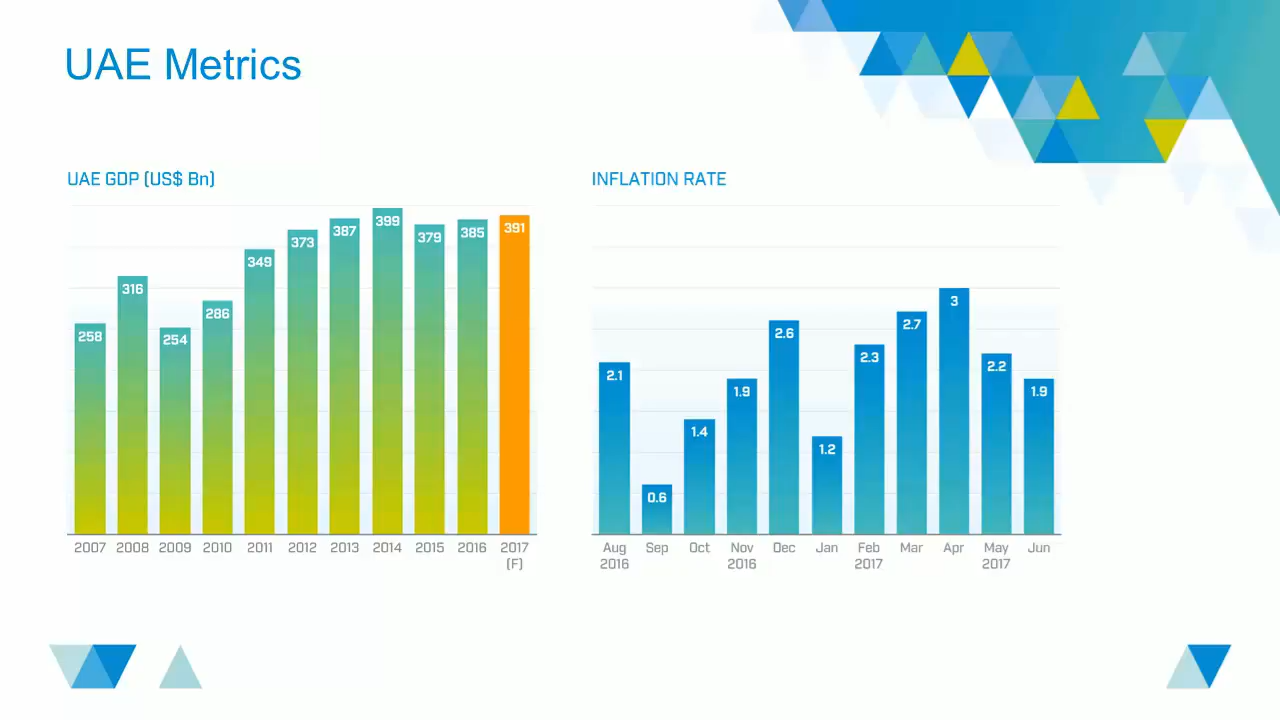 UAE Metrics
UAE GDP (US$ Bn)
258 316 254 286 349 373 387 399 379 385 391
2007 2008 2009 2010 2011 2012 2013 2014 2015 2016 2017
(F)
INFLATION RATE
2.1 0.6 1.4 1.9 2.6 1.2 2.3 2.7 3 2.2 1.9
Aug Sep Oct Nov Dec Jan Feb Mar Apr May Jun
2016 2016 2017 2017